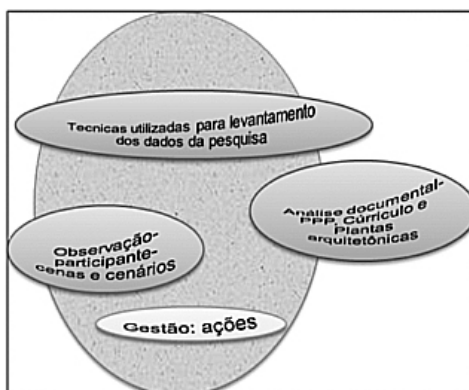 Tecnicas utilizadas para levantamento
dos dados da pesquisa
Análise documental-
PPP, Cúrriculo e
Plantas
arquitetônicas
Observação-
participante-
cenas e cenários
Gestão: ações